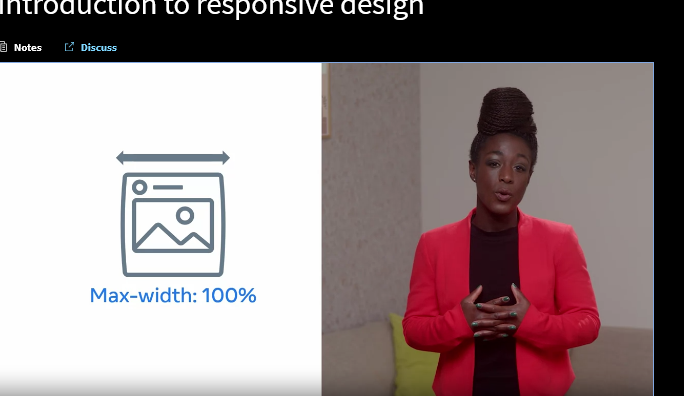 Introduction to responsive design
Notes
Discuss
Max-width: 100%